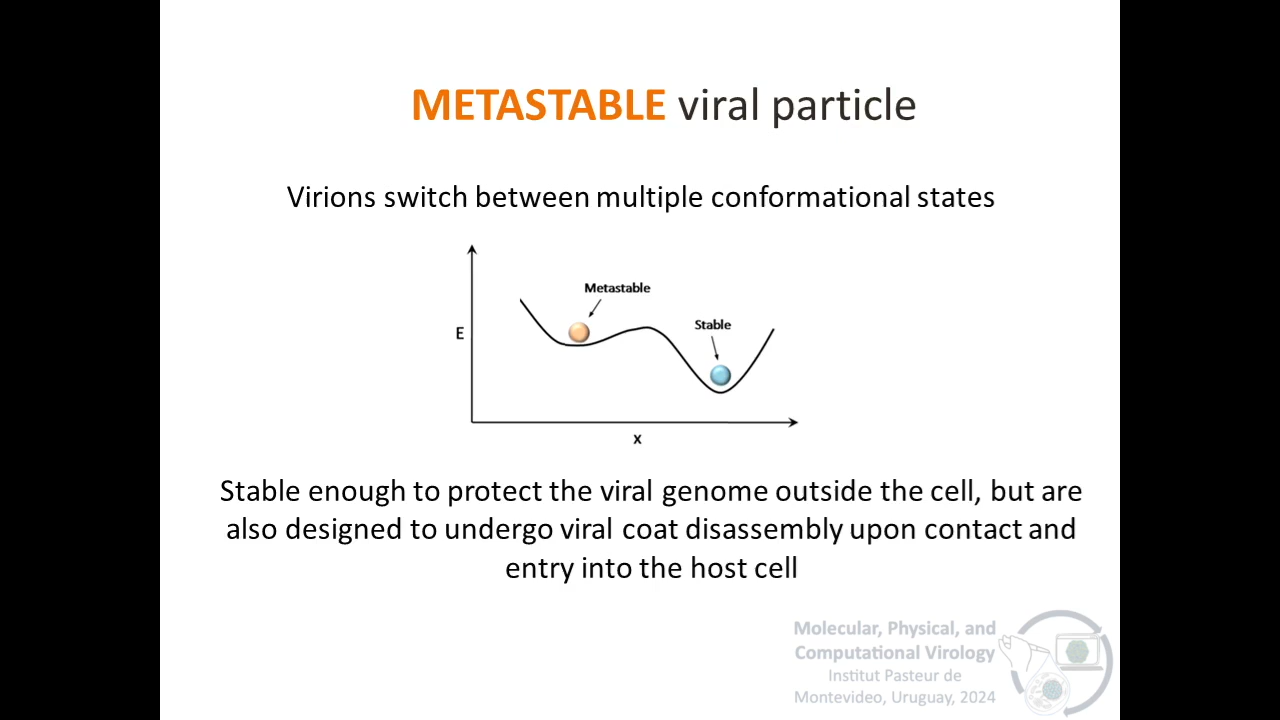 METASTABLE viral particle
Virions switch between multiple conformational states
Metastable
Stable
E
x
Stable enough to protect the viral genome outside the cell, but are
also designed to undergo viral coat disassembly upon contact and
entry into the host cell
Molecular, Physical, and
Computational Virology
Institut Pasteur de
Montevideo, Uruguay, 2024